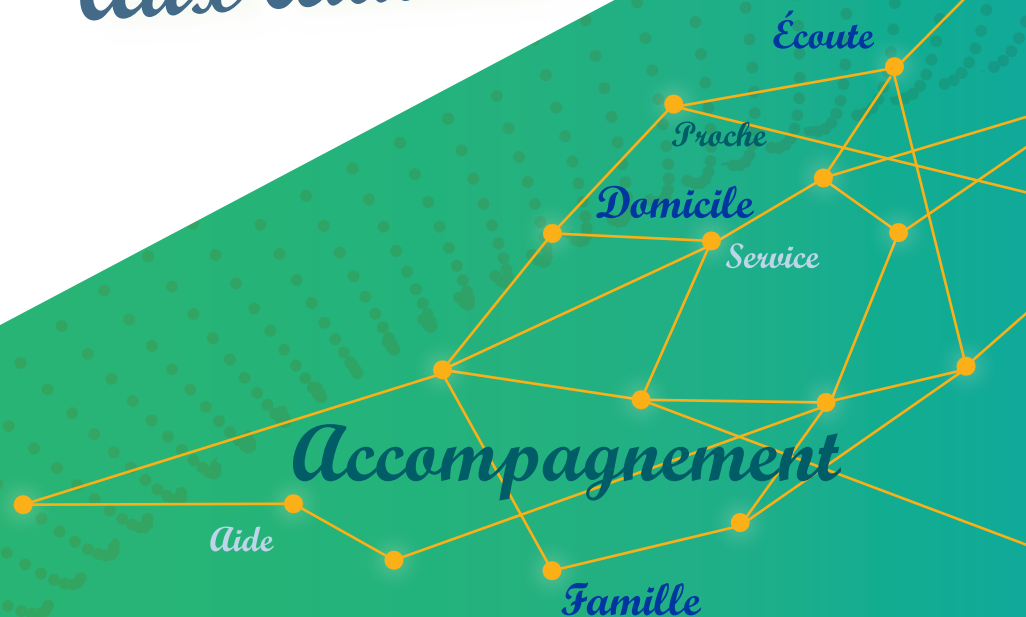 Écoute
Proche
Domicile
Service
Accompagnement
Aide
Famille